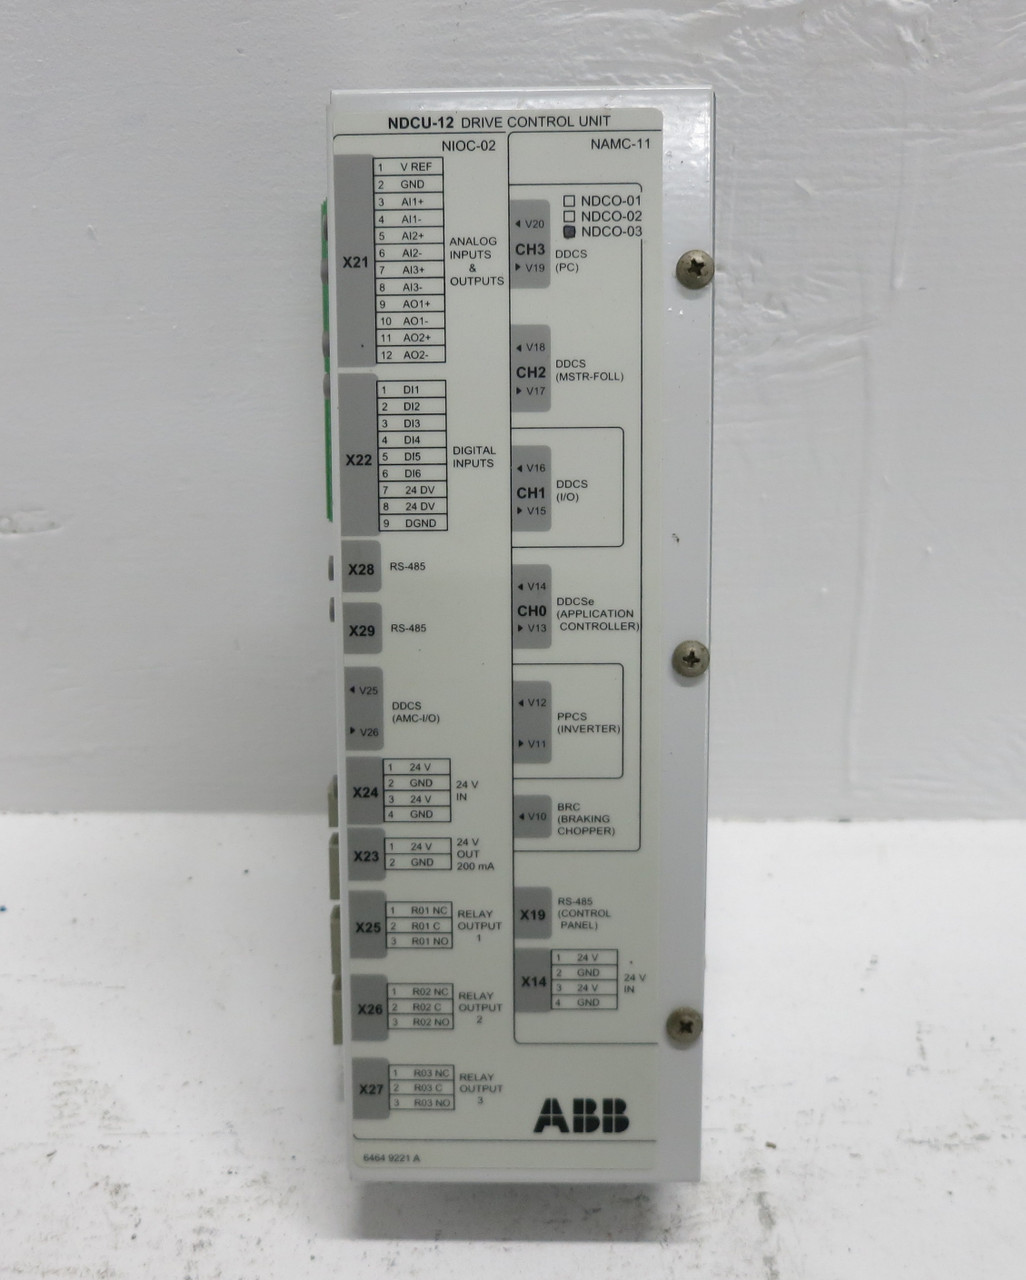 NDCU-12 DRIVE CONTROL UNIT
NIOC-02
X21
1 V REF
2 GND
3 AI1+
4 AI1-
5 AI2+
6 AI2-
7 AI3+
8 AI3-
9 AO1+
10 AO1-
11 AO2+
12 AO2-
ANALOG
INPUTS
&
OUTPUTS
X22
1 DI1
2 DI2
3 DI3
4 DI4
5 DI5
6 DI6
7 24 DV
8 24 DV
9 DGND
DIGITAL
INPUTS
X28 RS-485
X29 RS-485
◄ V25
► V26
DDCS
(AMC-I/O)
X24
1 24 V
2 GND
3 24 V
4 GND
24 V
IN
X23
1 24 V
2 GND
24 V
OUT
200 mA
X25
1 R01 NC
2 R01 C
3 R01 NO
RELAY
OUTPUT
1
X26
1 R02 NC
2 R02 C
3 R02 NO
RELAY
OUTPUT
2
X27
1 R03 NC
2 R03 C
3 R03 NO
RELAY
OUTPUT
3
NAMC-11
NDCO-01
NDCO-02
NDCO-03
◄ V20
CH3
► V19
DDCS
(PC)
◄ V18
CH2
► V17
DDCS
(MSTR-FOLL)
◄ V16
CH1
► V15
DDCS
(I/O)
◄ V14
CH0
► V13
DDCSe
(APPLICATION
CONTROLLER)
◄ V12
► V11
PPCS
(INVERTER)
◄ V10
BRC
(BRAKING
CHOPPER)
X19
RS-485
(CONTROL
PANEL)
X14
1 24 V
2 GND
3 24 V
4 GND
24 V
IN
ABB
6464 9221 A